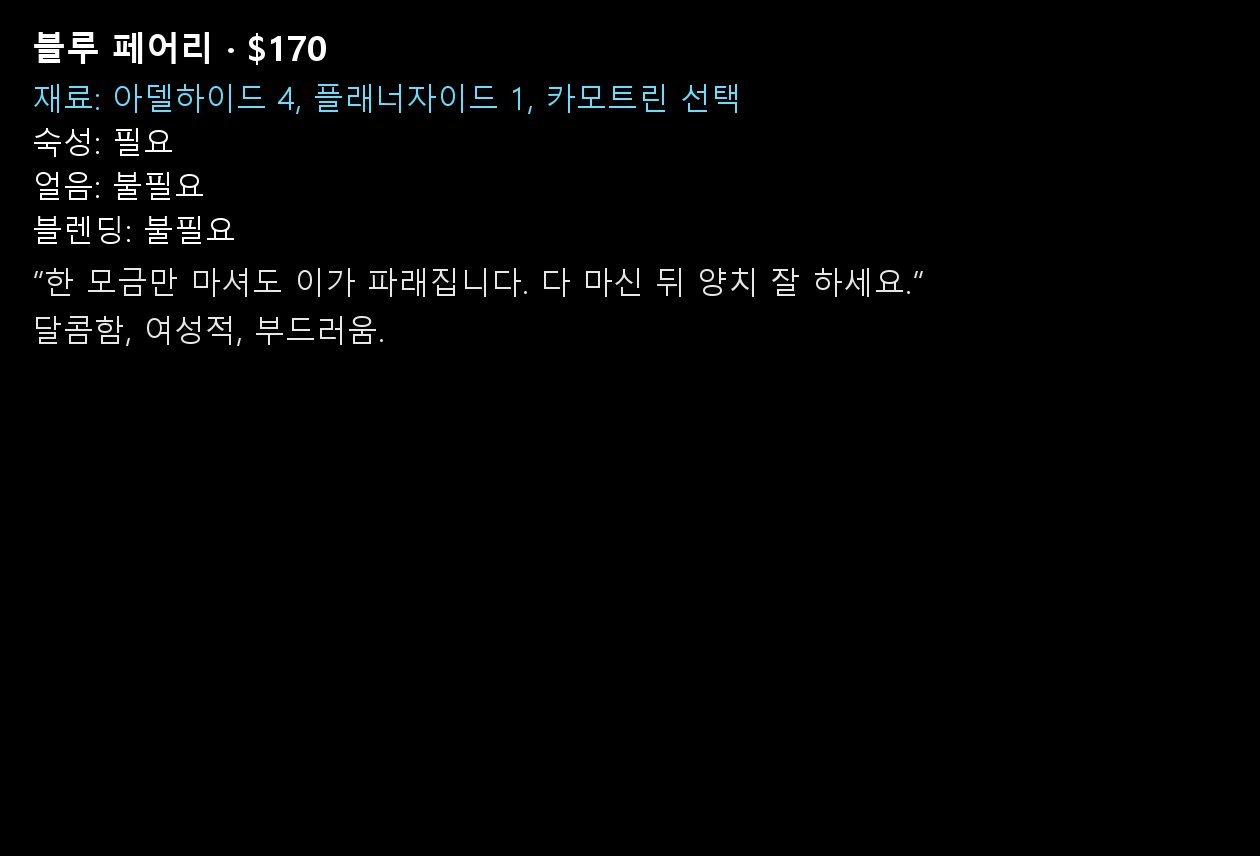 블루 페어리 · $170
재료: 아델하이드 4, 플래너자이드 1, 카모트린 선택
숙성: 필요
얼음: 불필요
블렌딩: 불필요
"한 모금만 마셔도 이가 파래집니다. 다 마신 뒤 양치 잘 하세요."
달콤함, 여성적, 부드러움.